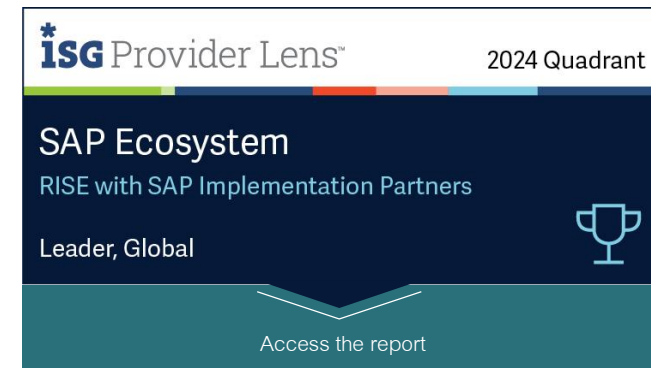 isg Provider Lens™
2024 Quadrant
SAP Ecosystem
RISE with SAP Implementation Partners
Leader, Global
Access the report